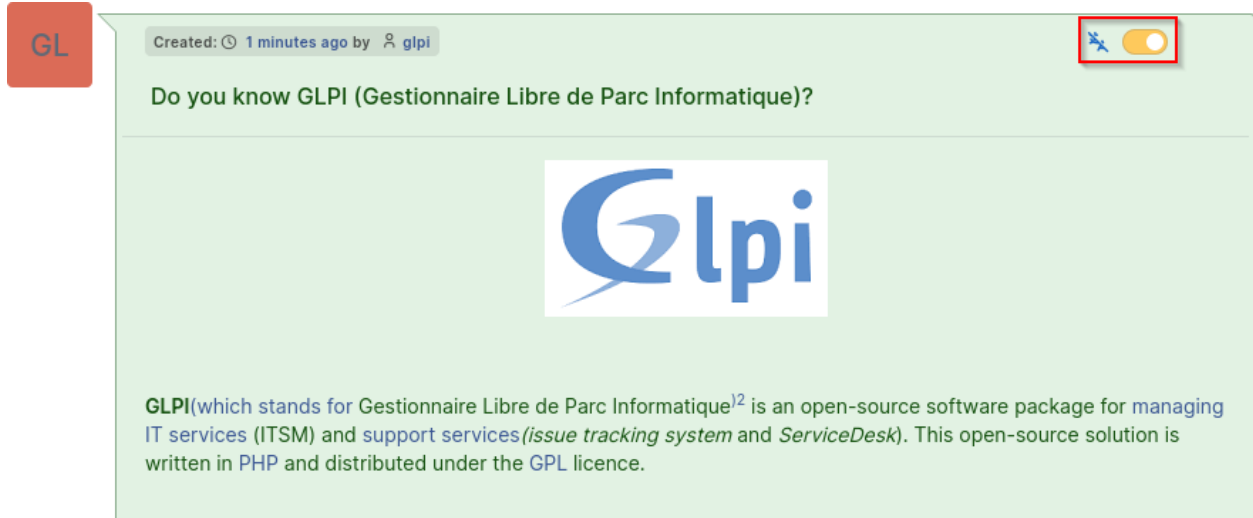 GL
Created: 1 minutes ago by glpi
Do you know GLPI (Gestionnaire Libre de Parc Informatique)?
Glpi
GLPI(which stands for Gestionnaire Libre de Parc Informatique)2 is an open-source software package for managing
IT services (ITSM) and support services(issue tracking system and ServiceDesk). This open-source solution is
written in PHP and distributed under the GPL licence.